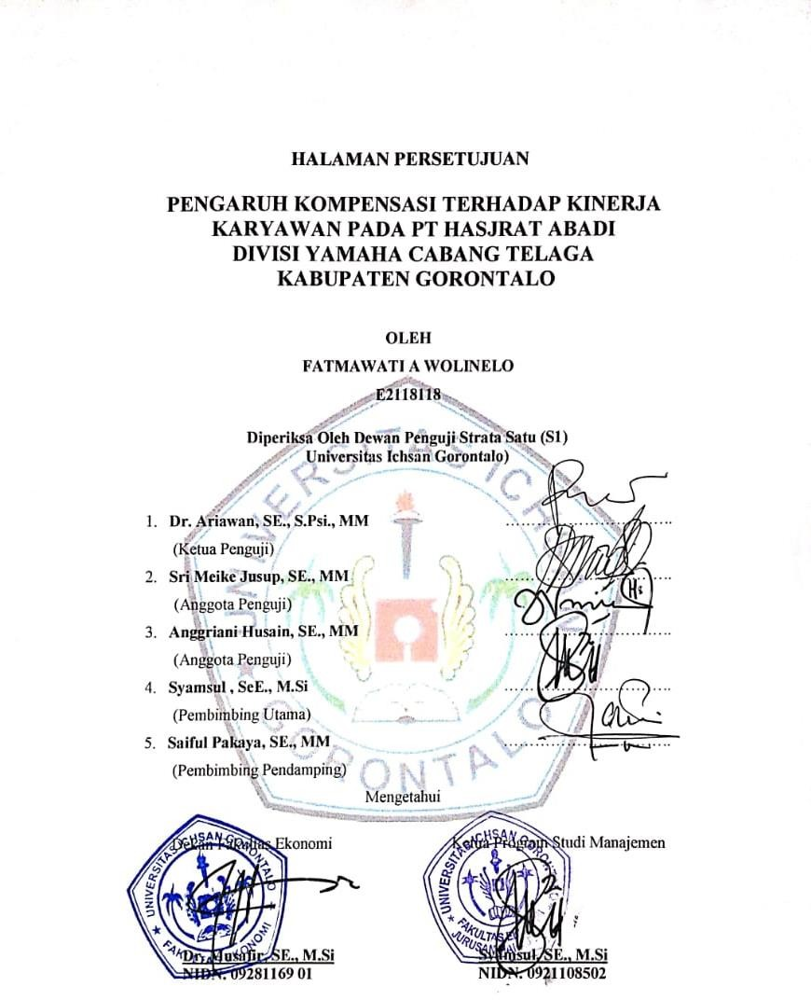 HALAMAN PERSETUJUAN
PENGARUH KOMPENSASI TERHADAP KINERJA
KARYAWAN PADA PT HASJRAT ABADI
DIVISI YAMAHA CABANG TELAGA
KABUPATEN GORONTALO
OLEH
FATMAWATI A WOLINELO
E2118118
Diperiksa Oleh Dewan Penguji Strata Satu (S1)
Universitas Ichsan Gorontalo)
UNIVERSITAS ICHSAN
GORONTALO
1. Dr. Ariawan, SE., S.Psi., MM ....................
(Ketua Penguji)
2. Sri Meike Jusup, SE., MM ....................
(Anggota Penguji)
3. Anggriani Husain, SE., MM ....................
(Anggota Penguji)
4. Syamsul , SeE., M.Si ....................
(Pembimbing Utama)
5. Saiful Pakaya, SE., MM ....................
(Pembimbing Pendamping)
Mengetahui
Dekan Fakultas Ekonomi Ketua Program Studi Manajemen
UNIVERSITAS ICHSAN GORONTALO
FAKULTAS EKONOMI
UNIVERSITAS ICHSAN GORONTALO
Dr. Musafir, SE., M.Si Syamsul, SE., M.Si
NIDN. 09281169 01 NIDN. 0921108502